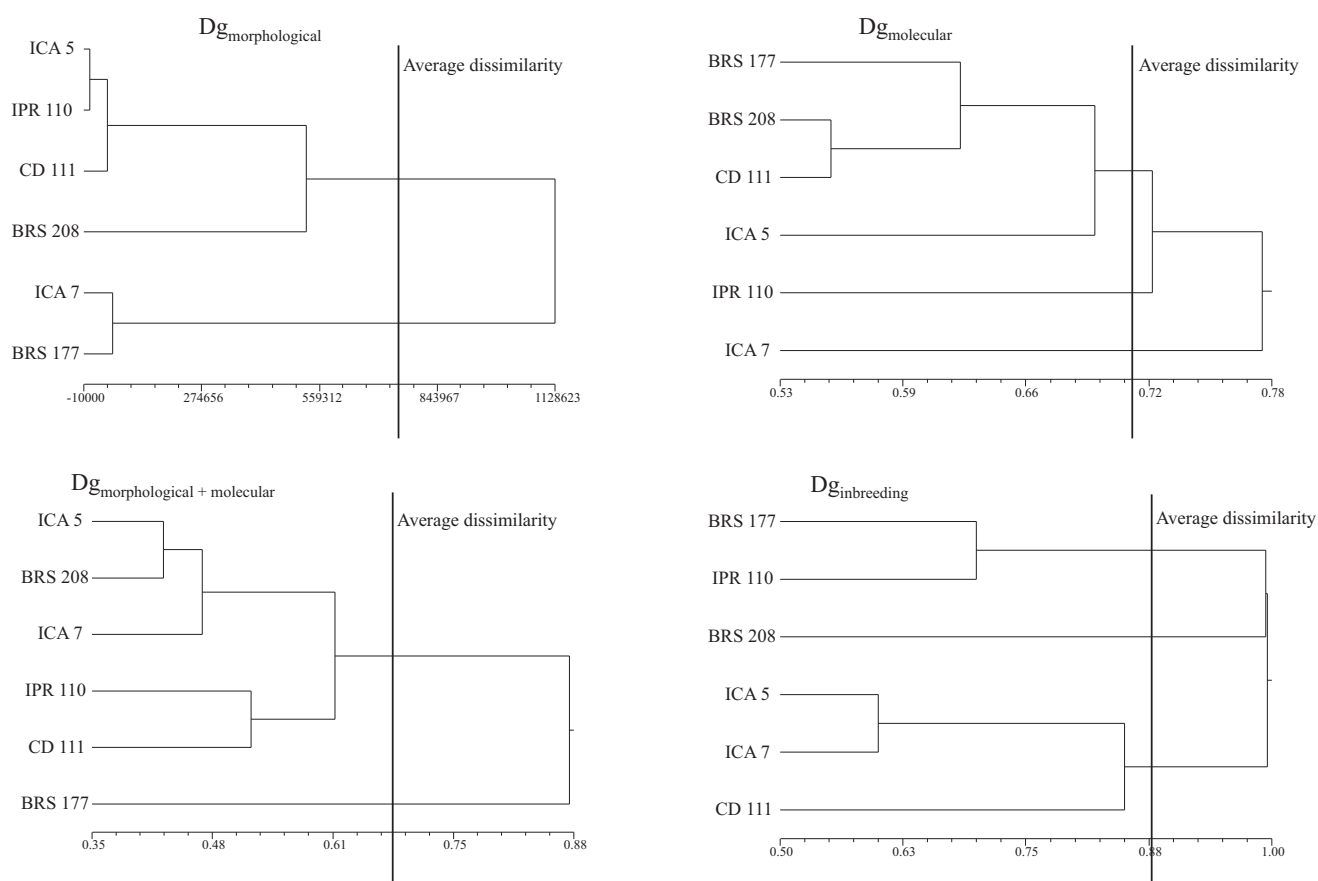 Dgmorphological
Average dissimilarity
ICA 5
IPR 110
CD 111
BRS 208
ICA 7
BRS 177
-10000 274656 559312 843967 1128623
Dgmolecular
Average dissimilarity
BRS 177
BRS 208
CD 111
ICA 5
IPR 110
ICA 7
0.53 0.59 0.66 0.72 0.78
Dgmorphological + molecular
Average dissimilarity
ICA 5
BRS 208
ICA 7
IPR 110
CD 111
BRS 177
0.35 0.48 0.61 0.75 0.88
Dginbreeding
Average dissimilarity
BRS 177
IPR 110
BRS 208
ICA 5
ICA 7
CD 111
0.50 0.63 0.75 0.88 1.00